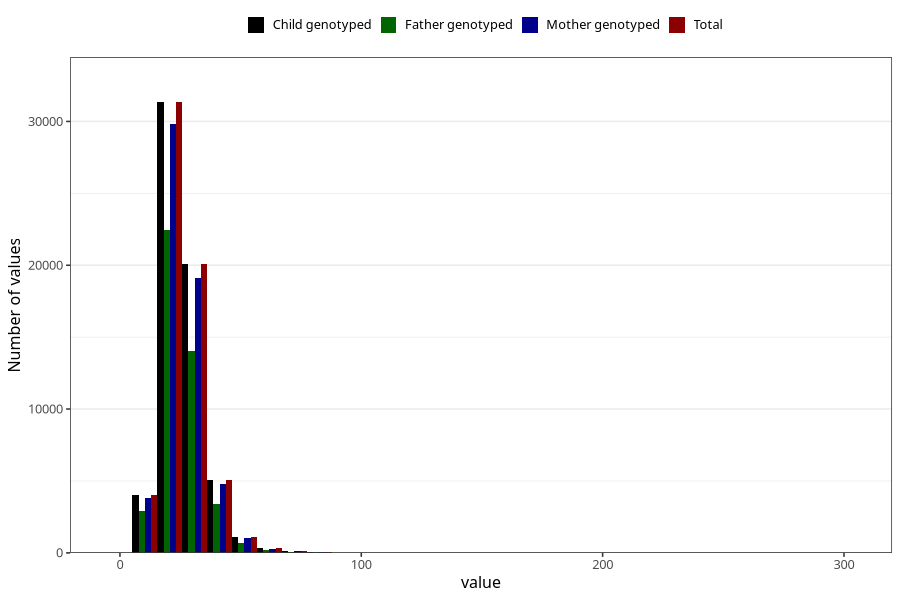 Child genotyped Father genotyped Mother genotyped Total
Number of values
30000
20000
10000
0
0 100 200 300
value